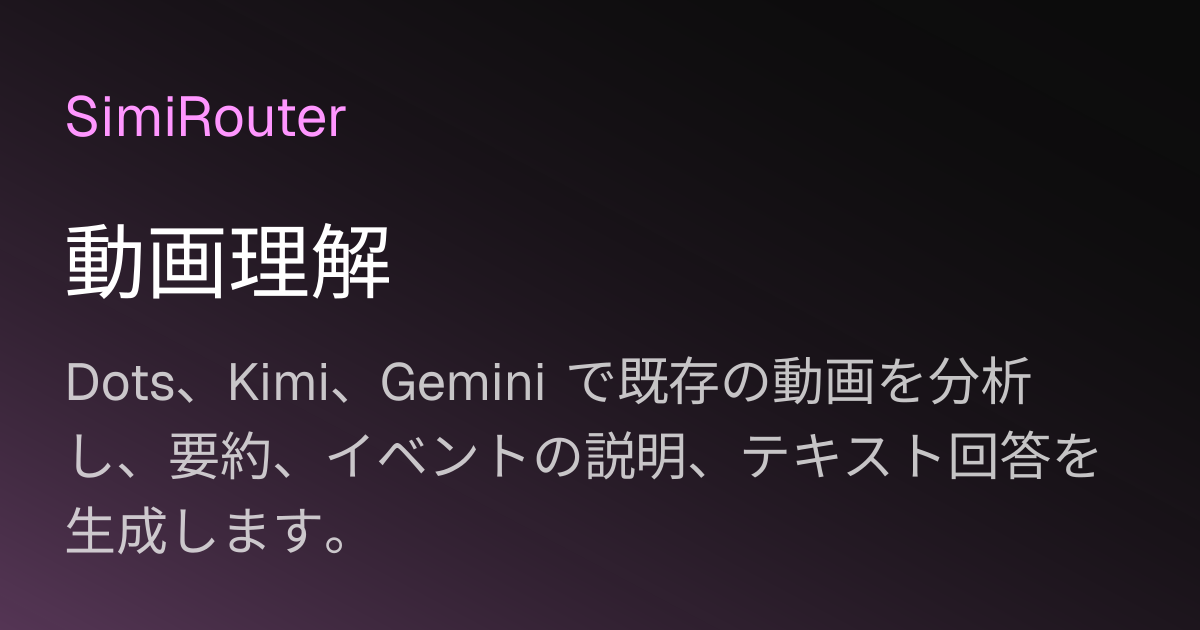 SimiRouter
動画理解
Dots、Kimi、Gemini で既存の動画を分析
し、要約、イベントの説明、テキスト回答を
生成します。